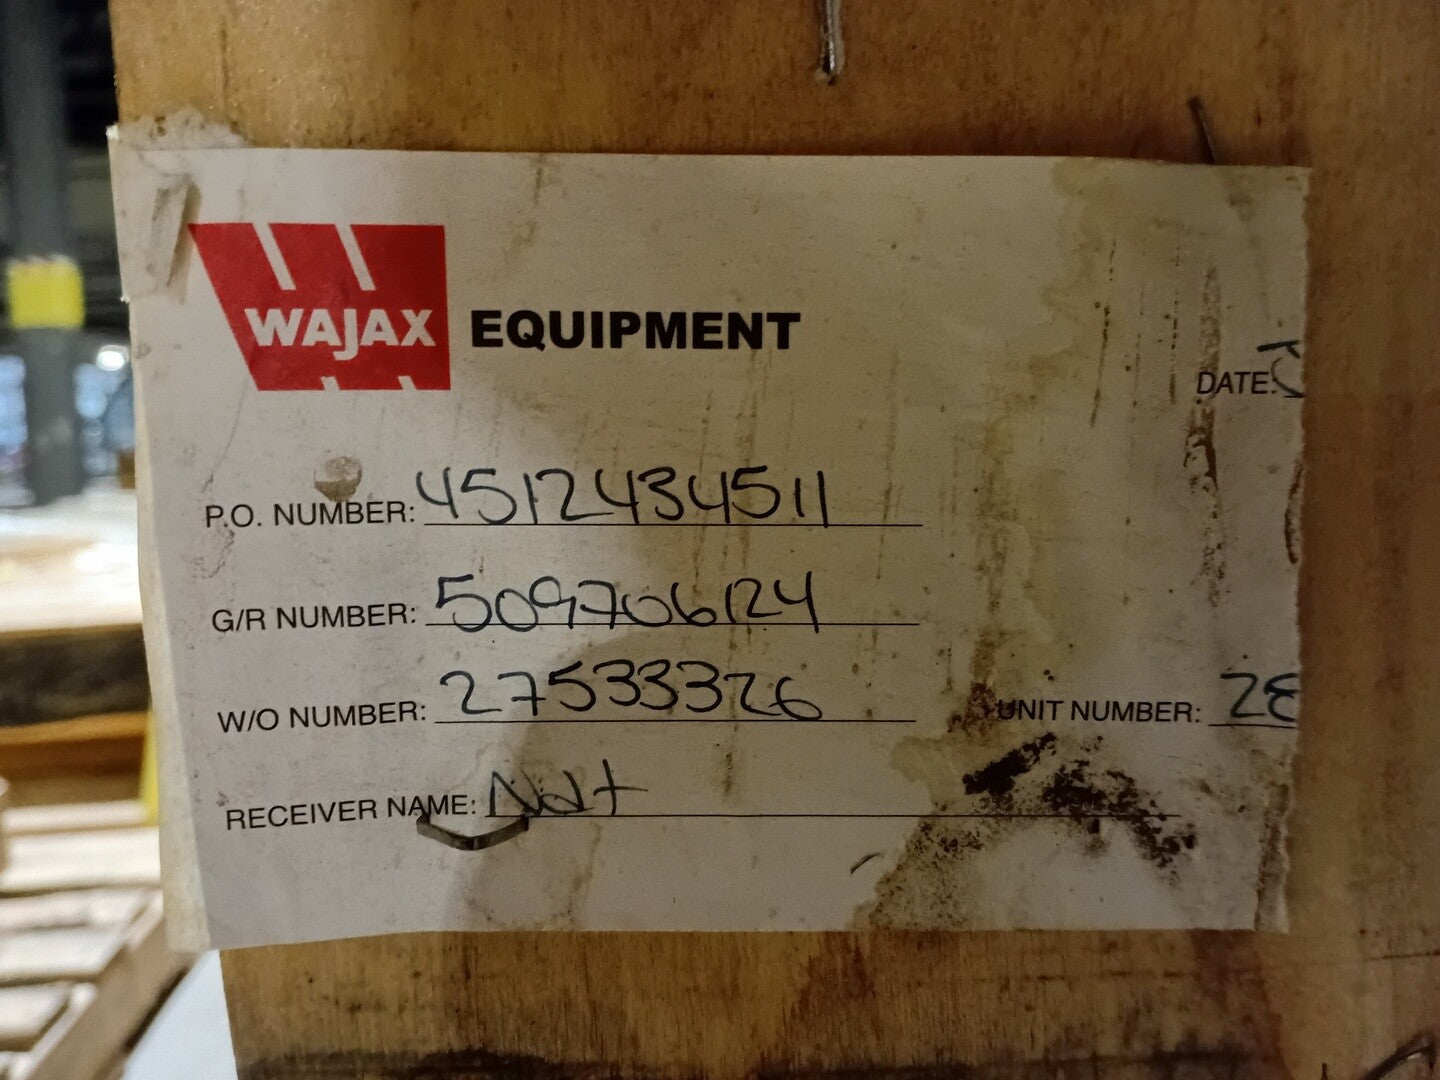 WAJAX EQUIPMENT
DATE:
P.O. NUMBER: 4512434511
G/R NUMBER: 509706124
W/O NUMBER: 27533326
UNIT NUMBER: 28
RECEIVER NAME: